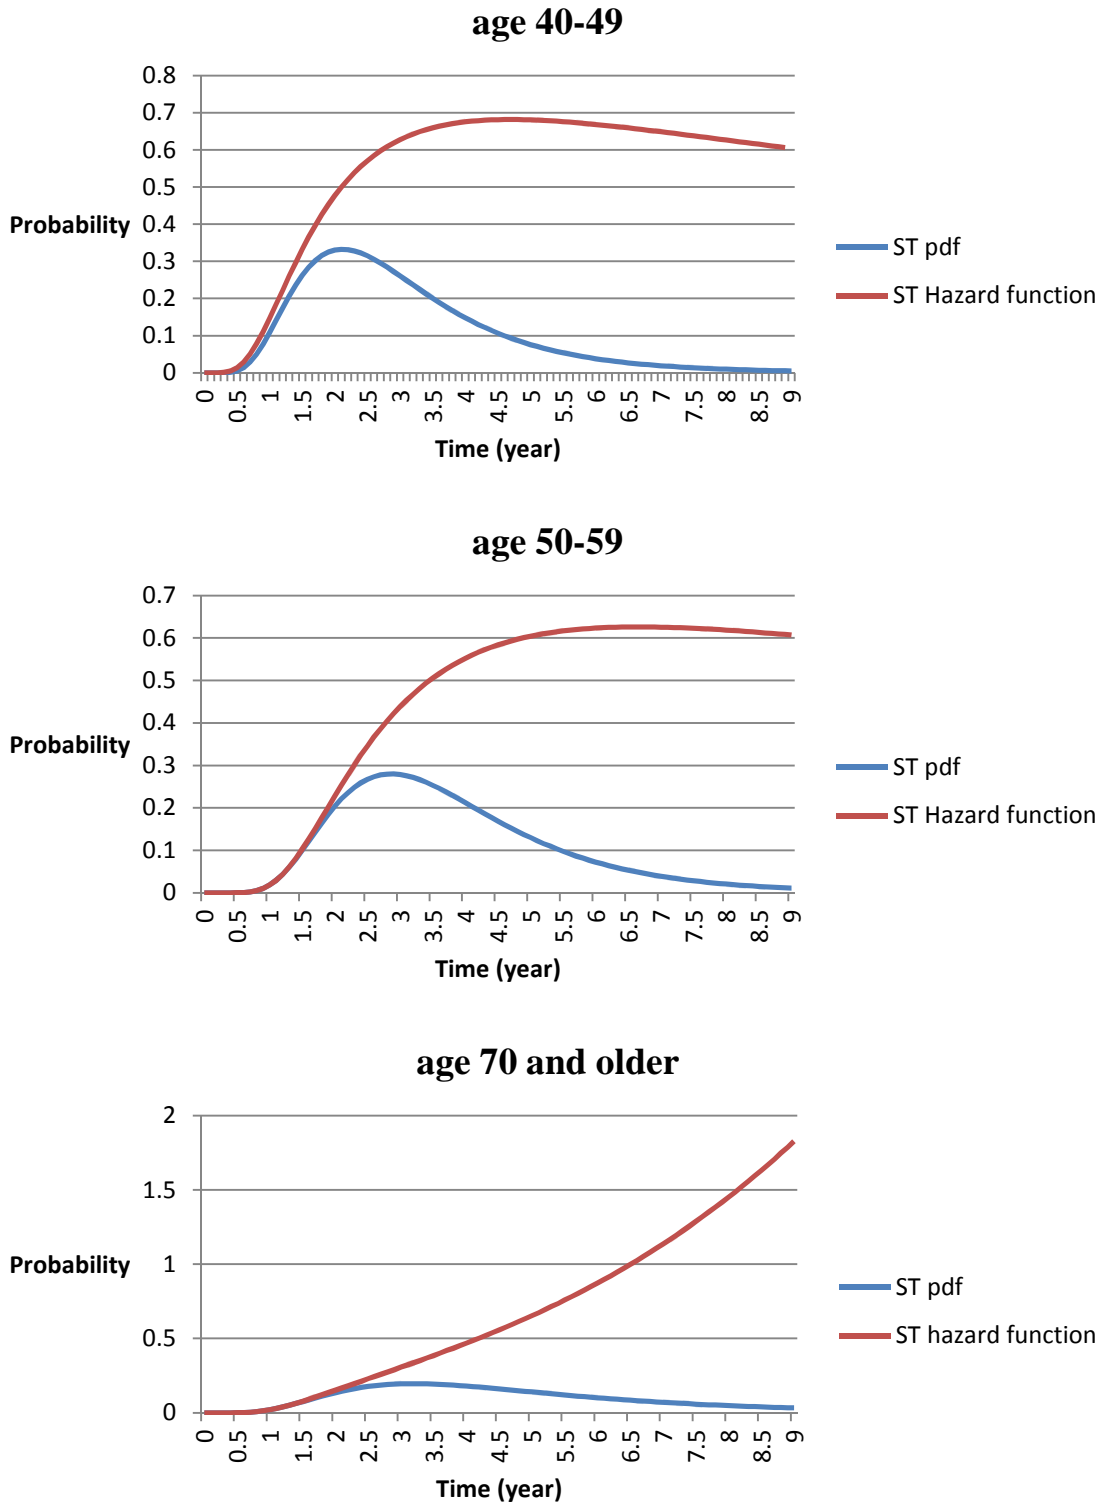 age 40-49
0.8
0.7
0.6
0.5
0.4
0.3
0.2
0.1
0
Probability
0 0.5 1 1.5 2 2.5 3 3.5 4 4.5 5 5.5 6 6.5 7 7.5 8 8.5 9
Time (year)
ST pdf
ST Hazard function
age 50-59
0.7
0.6
0.5
0.4
0.3
0.2
0.1
0
Probability
0 0.5 1 1.5 2 2.5 3 3.5 4 4.5 5 5.5 6 6.5 7 7.5 8 8.5 9
Time (year)
ST pdf
ST Hazard function
age 70 and older
2
1.5
1
0.5
0
Probability
0 0.5 1 1.5 2 2.5 3 3.5 4 4.5 5 5.5 6 6.5 7 7.5 8 8.5 9
Time (year)
ST pdf
ST hazard function